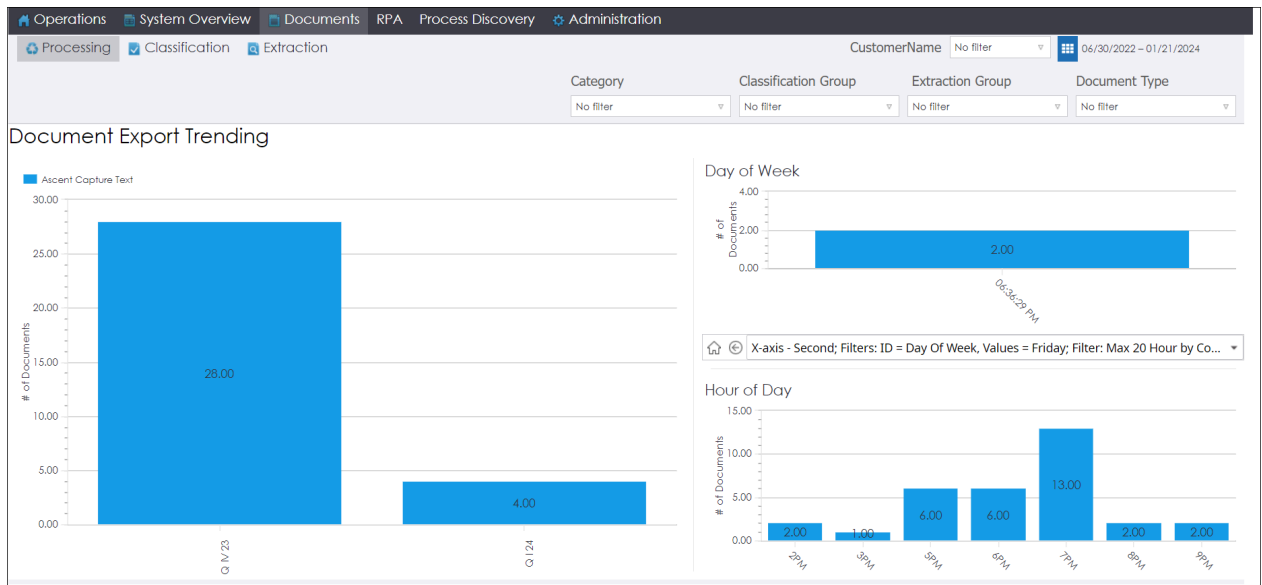 Operations System Overview Documents RPA Process Discovery Administration
Processing Classification Extraction CustomerName No filter 06/30/2022 – 01/21/2024
Category Classification Group Extraction Group Document Type
No filter No filter No filter No filter
Document Export Trending
Ascent Capture Text
30.00
25.00
20.00
15.00
10.00
5.00
0.00
# of Documents
28.00
4.00
Q IV 23
Q I 24
Day of Week
4.00
2.00
0.00
# of
Documents
2.00
06:36:29 PM
X-axis - Second; Filters: ID = Day Of Week, Values = Friday; Filter: Max 20 Hour by Co...
Hour of Day
15.00
10.00
5.00
0.00
# of Documents
2.00 1.00 6.00 6.00 13.00 2.00 2.00
2PM 3PM 5PM 6PM 7PM 8PM 9PM